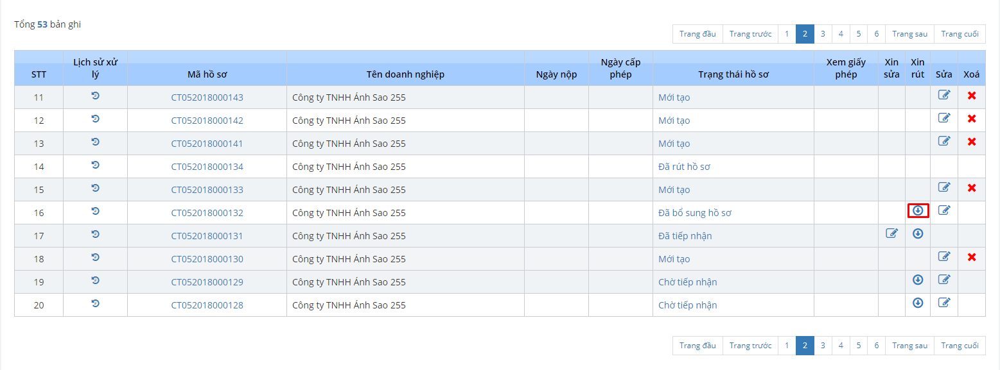 Tổng 53 bản ghi
Trang đầu Trang trước 1 2 3 4 5 6 Trang sau Trang cuối
STT Lịch sử xử lý Mã hồ sơ Tên doanh nghiệp Ngày nộp Ngày cấp phép Trạng thái hồ sơ Xem giấy phép Xin sửa Xin rút Sửa Xoá
11 CT052018000143 Công ty TNHH Ánh Sao 255 Mới tạo
12 CT052018000142 Công ty TNHH Ánh Sao 255 Mới tạo
13 CT052018000141 Công ty TNHH Ánh Sao 255 Mới tạo
14 CT052018000134 Công ty TNHH Ánh Sao 255 Đã rút hồ sơ
15 CT052018000133 Công ty TNHH Ánh Sao 255 Mới tạo
16 CT052018000132 Công ty TNHH Ánh Sao 255 Đã bổ sung hồ sơ
17 CT052018000131 Công ty TNHH Ánh Sao 255 Đã tiếp nhận
18 CT052018000130 Công ty TNHH Ánh Sao 255 Mới tạo
19 CT052018000129 Công ty TNHH Ánh Sao 255 Chờ tiếp nhận
20 CT052018000128 Công ty TNHH Ánh Sao 255 Chờ tiếp nhận
Trang đầu Trang trước 1 2 3 4 5 6 Trang sau Trang cuối